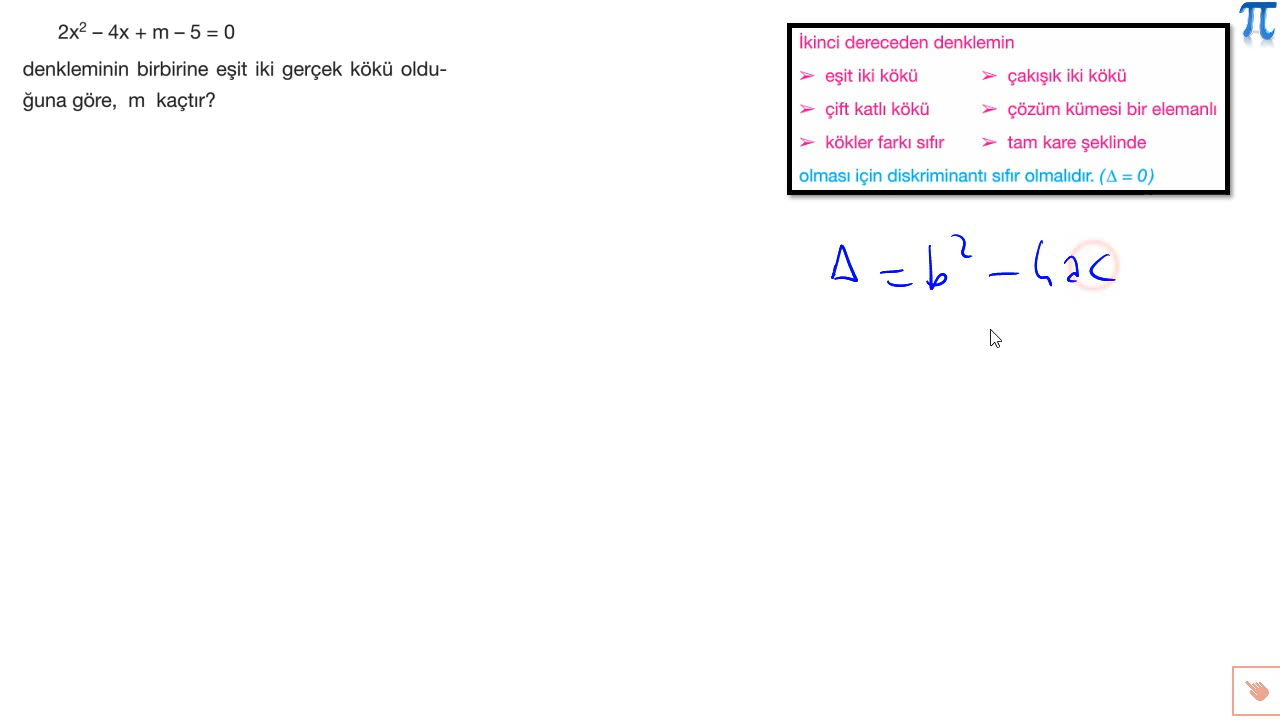 2x² – 4x + m – 5 = 0
denkleminin birbirine eşit iki gerçek kökü oldu-
ğuna göre, m kaçtır?
π
İkinci dereceden denklemin
➢ eşit iki kökü ➢ çakışık iki kökü
➢ çift katlı kökü ➢ çözüm kümesi bir elemanlı
➢ kökler farkı sıfır ➢ tam kare şeklinde
olması için diskriminantı sıfır olmalıdır. (Δ = 0)
Δ = b² – 4ac